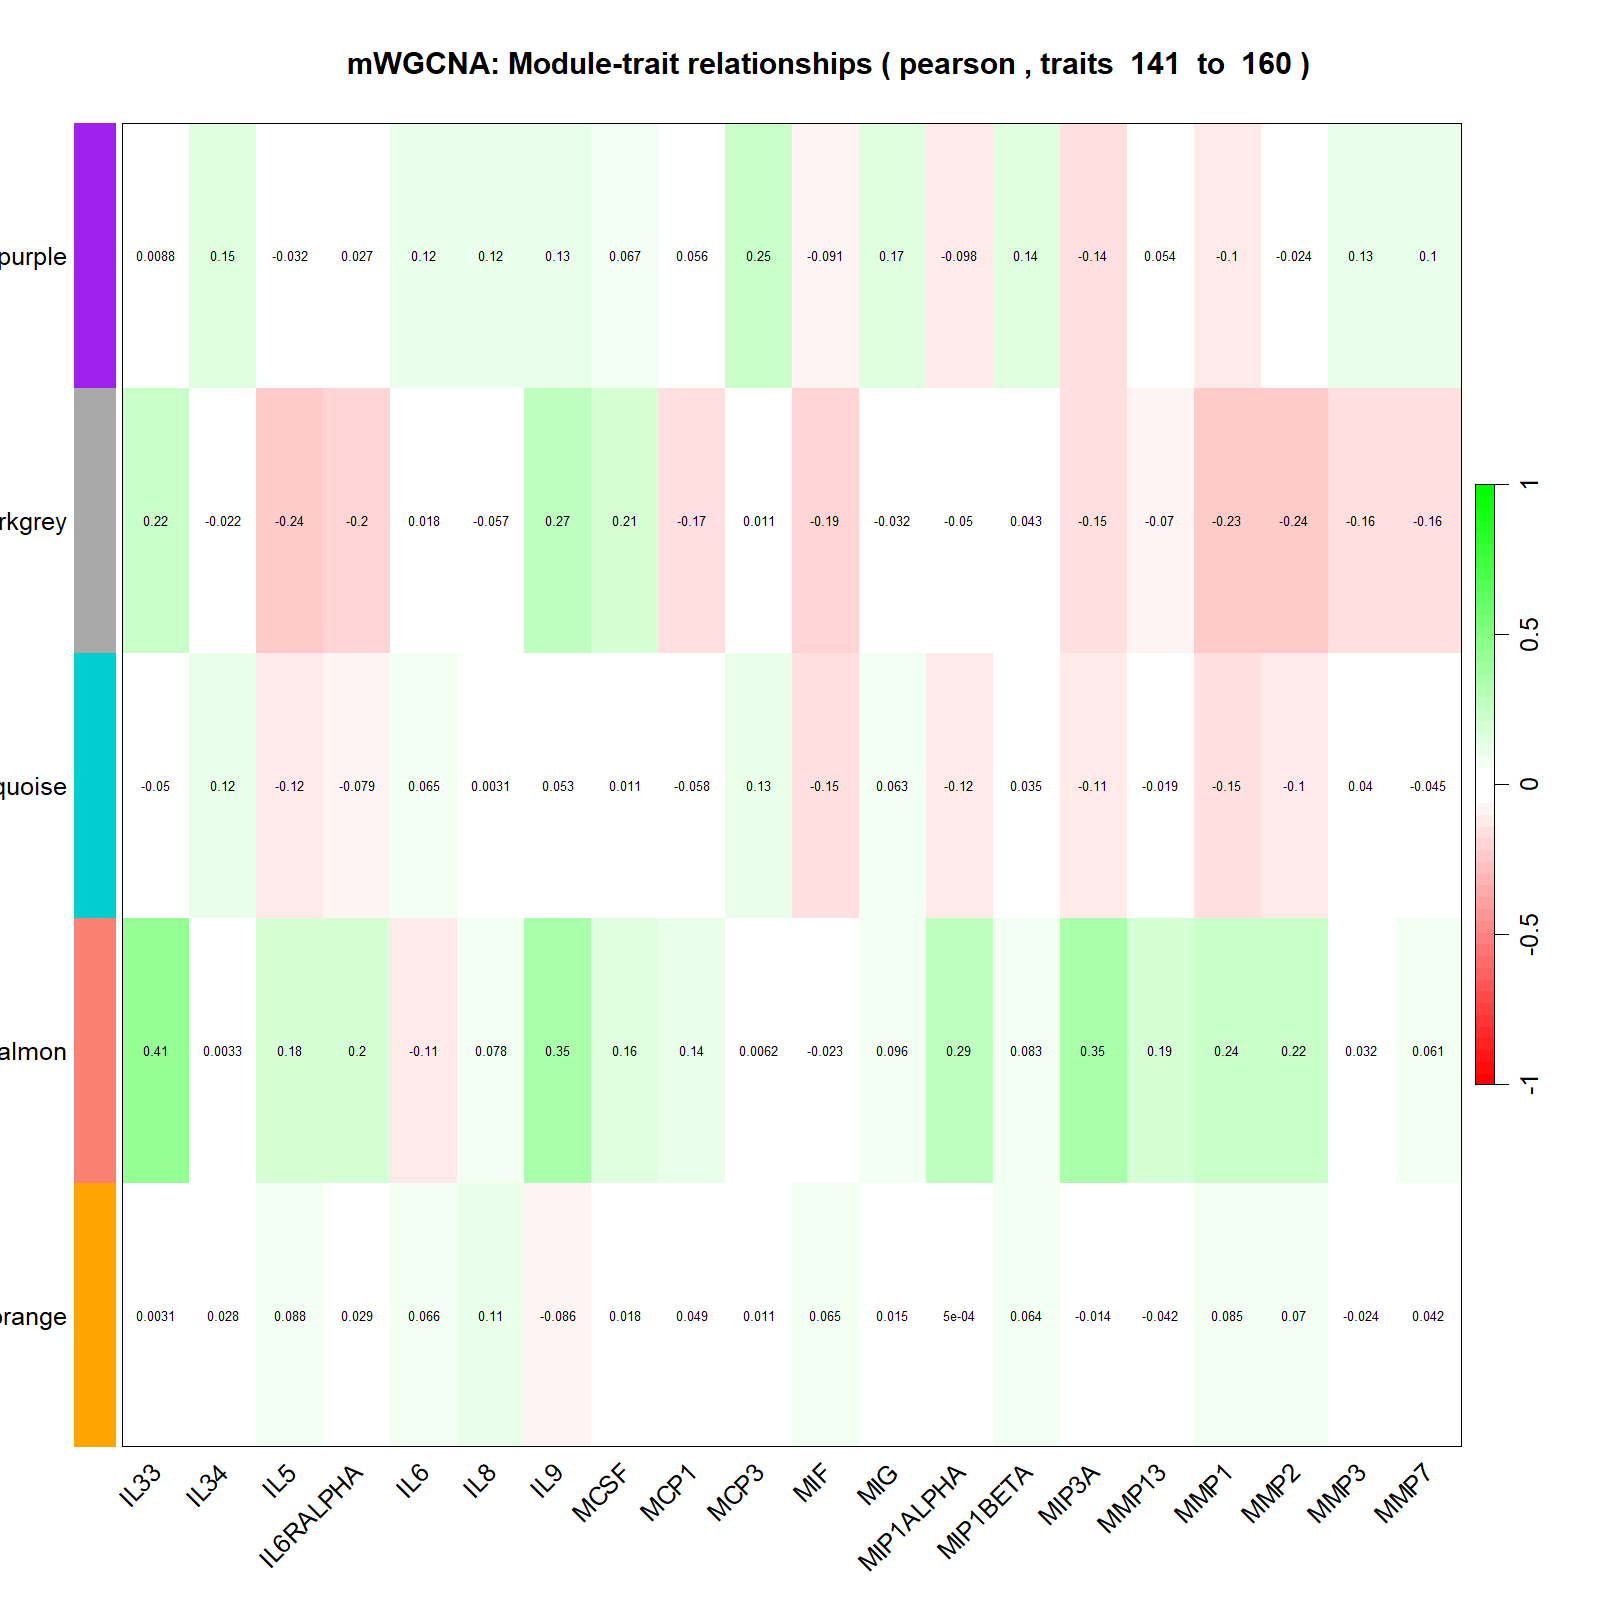 mWGCNA: Module-trait relationships ( pearson , traits 141 to 160 )
purple 0.0088 0.15 -0.032 0.027 0.12 0.12 0.13 0.067 0.056 0.25 -0.091 0.17 -0.098 0.14 -0.14 0.054 -0.1 -0.024 0.13 0.1
rkgrey 0.22 -0.022 -0.24 -0.2 0.018 -0.057 0.27 0.21 -0.17 0.011 -0.19 -0.032 -0.05 0.043 -0.15 -0.07 -0.23 -0.24 -0.16 -0.16
quoise -0.05 0.12 -0.12 -0.079 0.065 0.0031 0.053 0.011 -0.058 0.13 -0.15 0.063 -0.12 0.035 -0.11 -0.019 -0.15 -0.1 0.04 -0.045
almon 0.41 0.0033 0.18 0.2 -0.11 0.078 0.35 0.16 0.14 0.0062 -0.023 0.096 0.29 0.083 0.35 0.19 0.24 0.22 0.032 0.061
orange 0.0031 0.028 0.088 0.029 0.066 0.11 -0.086 0.018 0.049 0.011 0.065 0.015 5e-04 0.064 -0.014 -0.042 0.085 0.07 -0.024 0.042
IL33 IL34 IL5 IL6RALPHA IL6 IL8 IL9 MCSF MCP1 MCP3 MIF MIG MIP1ALPHA MIP1BETA MIP3A MMP13 MMP1 MMP2 MMP3 MMP7
1
0.5
0
-0.5
-1